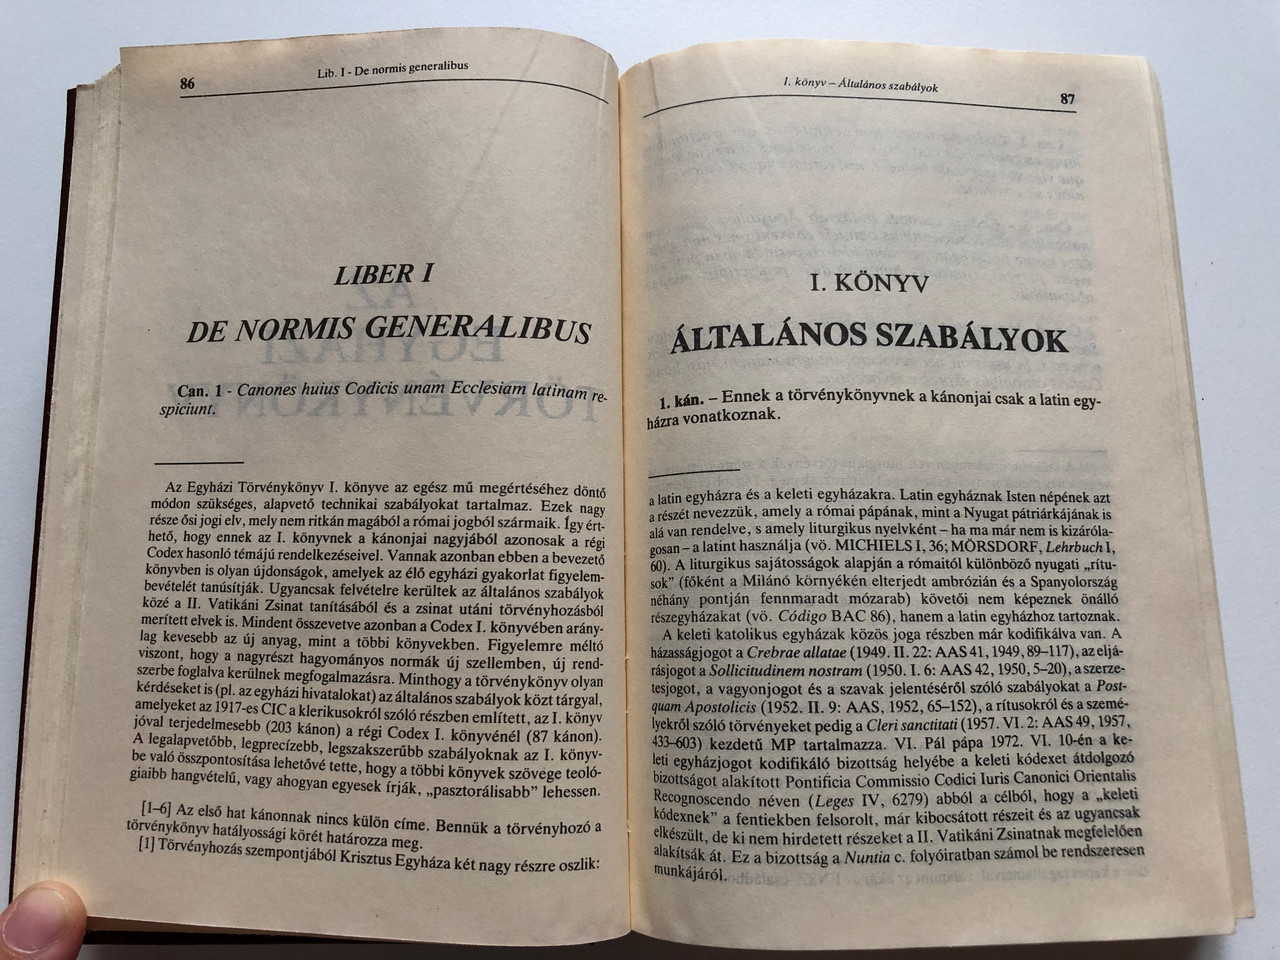 86
Lib. I - De normis generalibus
LIBER I
DE NORMIS GENERALIBUS
Can. 1 - Canones huius Codicis unam Ecclesiam latinam re-
spiciunt.
Az Egyházi Törvénykönyv I. könyve az egész mű megértéséhez döntő
módon szükséges, alapvető technikai szabályokat tartalmaz. Ezek nagy
része ősi jogi elv, mely nem ritkán magából a római jogból származik. Így ért-
hető, hogy ennek az I. könyvnek a kánonjai nagyjából azonosak a régi
Codex hasonló témájú rendelkezéseivel. Vannak azonban ebben a bevezető
könyvben is olyan újdonságok, amelyek az élő egyházi gyakorlat figyelem-
bevételét tanúsítják. Ugyancsak felvételre kerültek az általános szabályok
közé a II. Vatikáni Zsinat tanításából és a zsinat utáni törvényhozásból
merített elvek is. Mindent összevetve azonban a Codex I. könyvében arány-
lag kevesebb az új anyag, mint a többi könyvekben. Figyelemre méltó
viszont, hogy a nagyrészt hagyományos normák új szellemben, új rend-
szerbe foglalva kerülnek megfogalmazásra. Minthogy a törvénykönyv olyan
kérdéseket is (pl. az egyházi hivatalokat) az általános szabályok közt tárgyal,
amelyeket az 1917-es CIC a klerikusokról szóló részben említett, az I. könyv
jóval terjedelmesebb (203 kánon) a régi Codex I. könyvénél (87 kánon).
A legalapvetőbb, legprecízebb, legszakszerűbb szabályoknak az I. könyv-
be való összpontosítása lehetővé tette, hogy a többi könyvek szövege teoló-
giaibb hangvételű, vagy ahogyan egyesek írják, „pasztorálisabb” lehessen.
[1–6] Az első hat kánonnak nincs külön címe. Bennük a törvényhozó a
törvénykönyv hatályossági körét határozza meg.
[1] Törvényhozás szempontjából Krisztus Egyháza két nagy részre oszlik:
I. könyv – Általános szabályok
87
I. KÖNYV
ÁLTALÁNOS SZABÁLYOK
1. kán. – Ennek a törvénykönyvnek a kánonjai csak a latin egy-
házra vonatkoznak.
a latin egyházra és a keleti egyházakra. Latin egyháznak Isten népének azt
a részét nevezzük, amely a római pápának, mint a Nyugat pátriárkájának is
alá van rendelve, s amely liturgikus nyelvként – ha ma már nem is kizáróla-
gosan – a latint használja (vö. MICHIELS I, 36; MÖRSDORF, Lehrbuch I,
60). A liturgikus sajátosságok alapján a rómaitól különböző nyugati „rítu-
sok” (főként a Milánó környékén elterjedt ambrózián és a Spanyolország
néhány pontján fennmaradt mózarab) követői nem képeznek önálló
részegyházakat (vö. Código BAC 86), hanem a latin egyházhoz tartoznak.
A keleti katolikus egyházak közös joga részben már kodifikálva van. A
házasságjogot a Crebrae allatae (1949. II. 22: AAS 41, 1949, 89–117), az eljá-
rásjogot a Sollicitudinem nostram (1950. I. 6: AAS 42, 1950, 5–20), a szerze-
tesjogot, a vagyonjogot és a szavak jelentéséről szóló szabályokat a Post-
quam Apostolicis (1952. II. 9: AAS, 1952, 65–152), a rítusokról és a szemé-
lyekről szóló törvényeket pedig a Cleri sanctitati (1957. VI. 2: AAS 49, 1957,
433–603) kezdetű MP tartalmazza. VI. Pál pápa 1972. VI. 10-én a ke-
leti egyházjogot kodifikáló bizottság helyébe a keleti kódexet átdolgozó
bizottságot alakított Pontificia Commissio Codici Iuris Canonici Orientalis
Recognoscendo néven (Leges IV, 6279) abból a célból, hogy a „keleti
kódexnek” a fentiekben felsorolt, már kibocsátott részeit és az ugyancsak
elkészült, de ki nem hirdetett részeket a II. Vatikáni Zsinatnak megfelelően
alakítsák át. Ez a bizottság a Nuntia c. folyóiratban számol be rendszeresen
munkájáról.